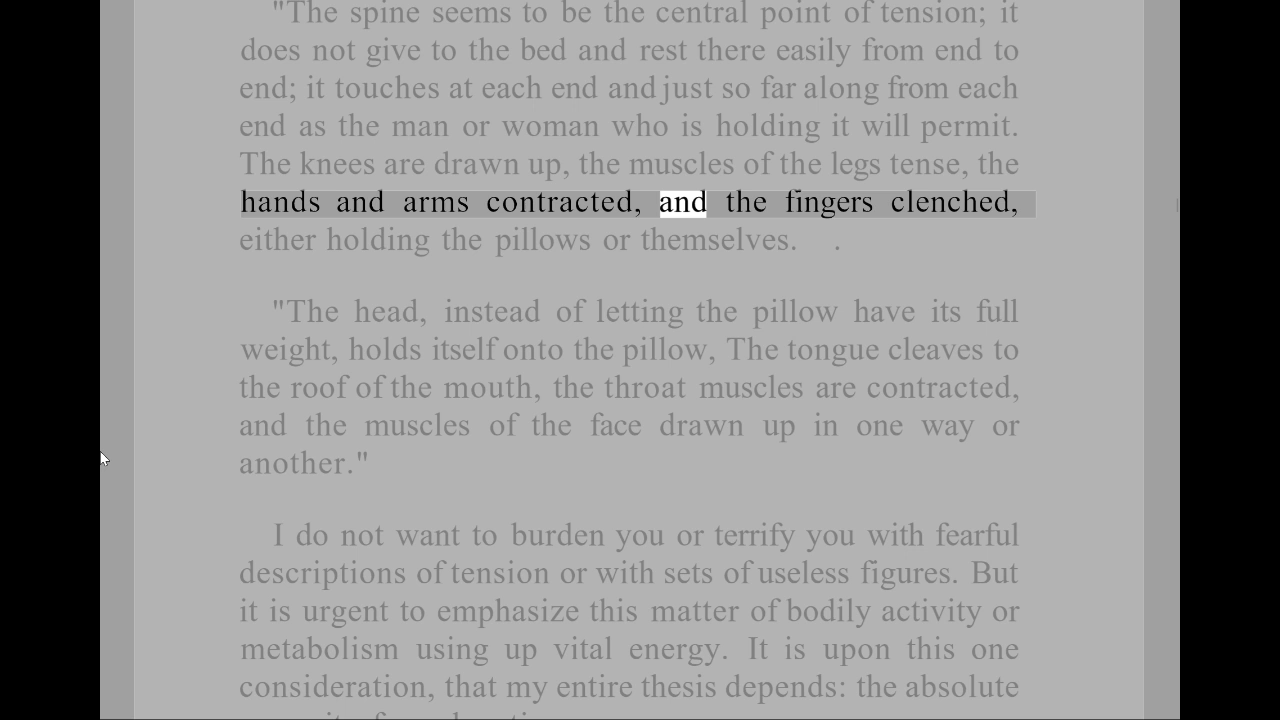 "The spine seems to be the central point of tension; it
does not give to the bed and rest there easily from end to
end; it touches at each end and just so far along from each
end as the man or woman who is holding it will permit.
The knees are drawn up, the muscles of the legs tense, the
hands and arms contracted, and the fingers clenched,
either holding the pillows or themselves. .
"The head, instead of letting the pillow have its full
weight, holds itself onto the pillow, The tongue cleaves to
the roof of the mouth, the throat muscles are contracted,
and the muscles of the face drawn up in one way or
another."
I do not want to burden you or terrify you with fearful
descriptions of tension or with sets of useless figures. But
it is urgent to emphasize this matter of bodily activity or
metabolism using up vital energy. It is upon this one
consideration, that my entire thesis depends: the absolute